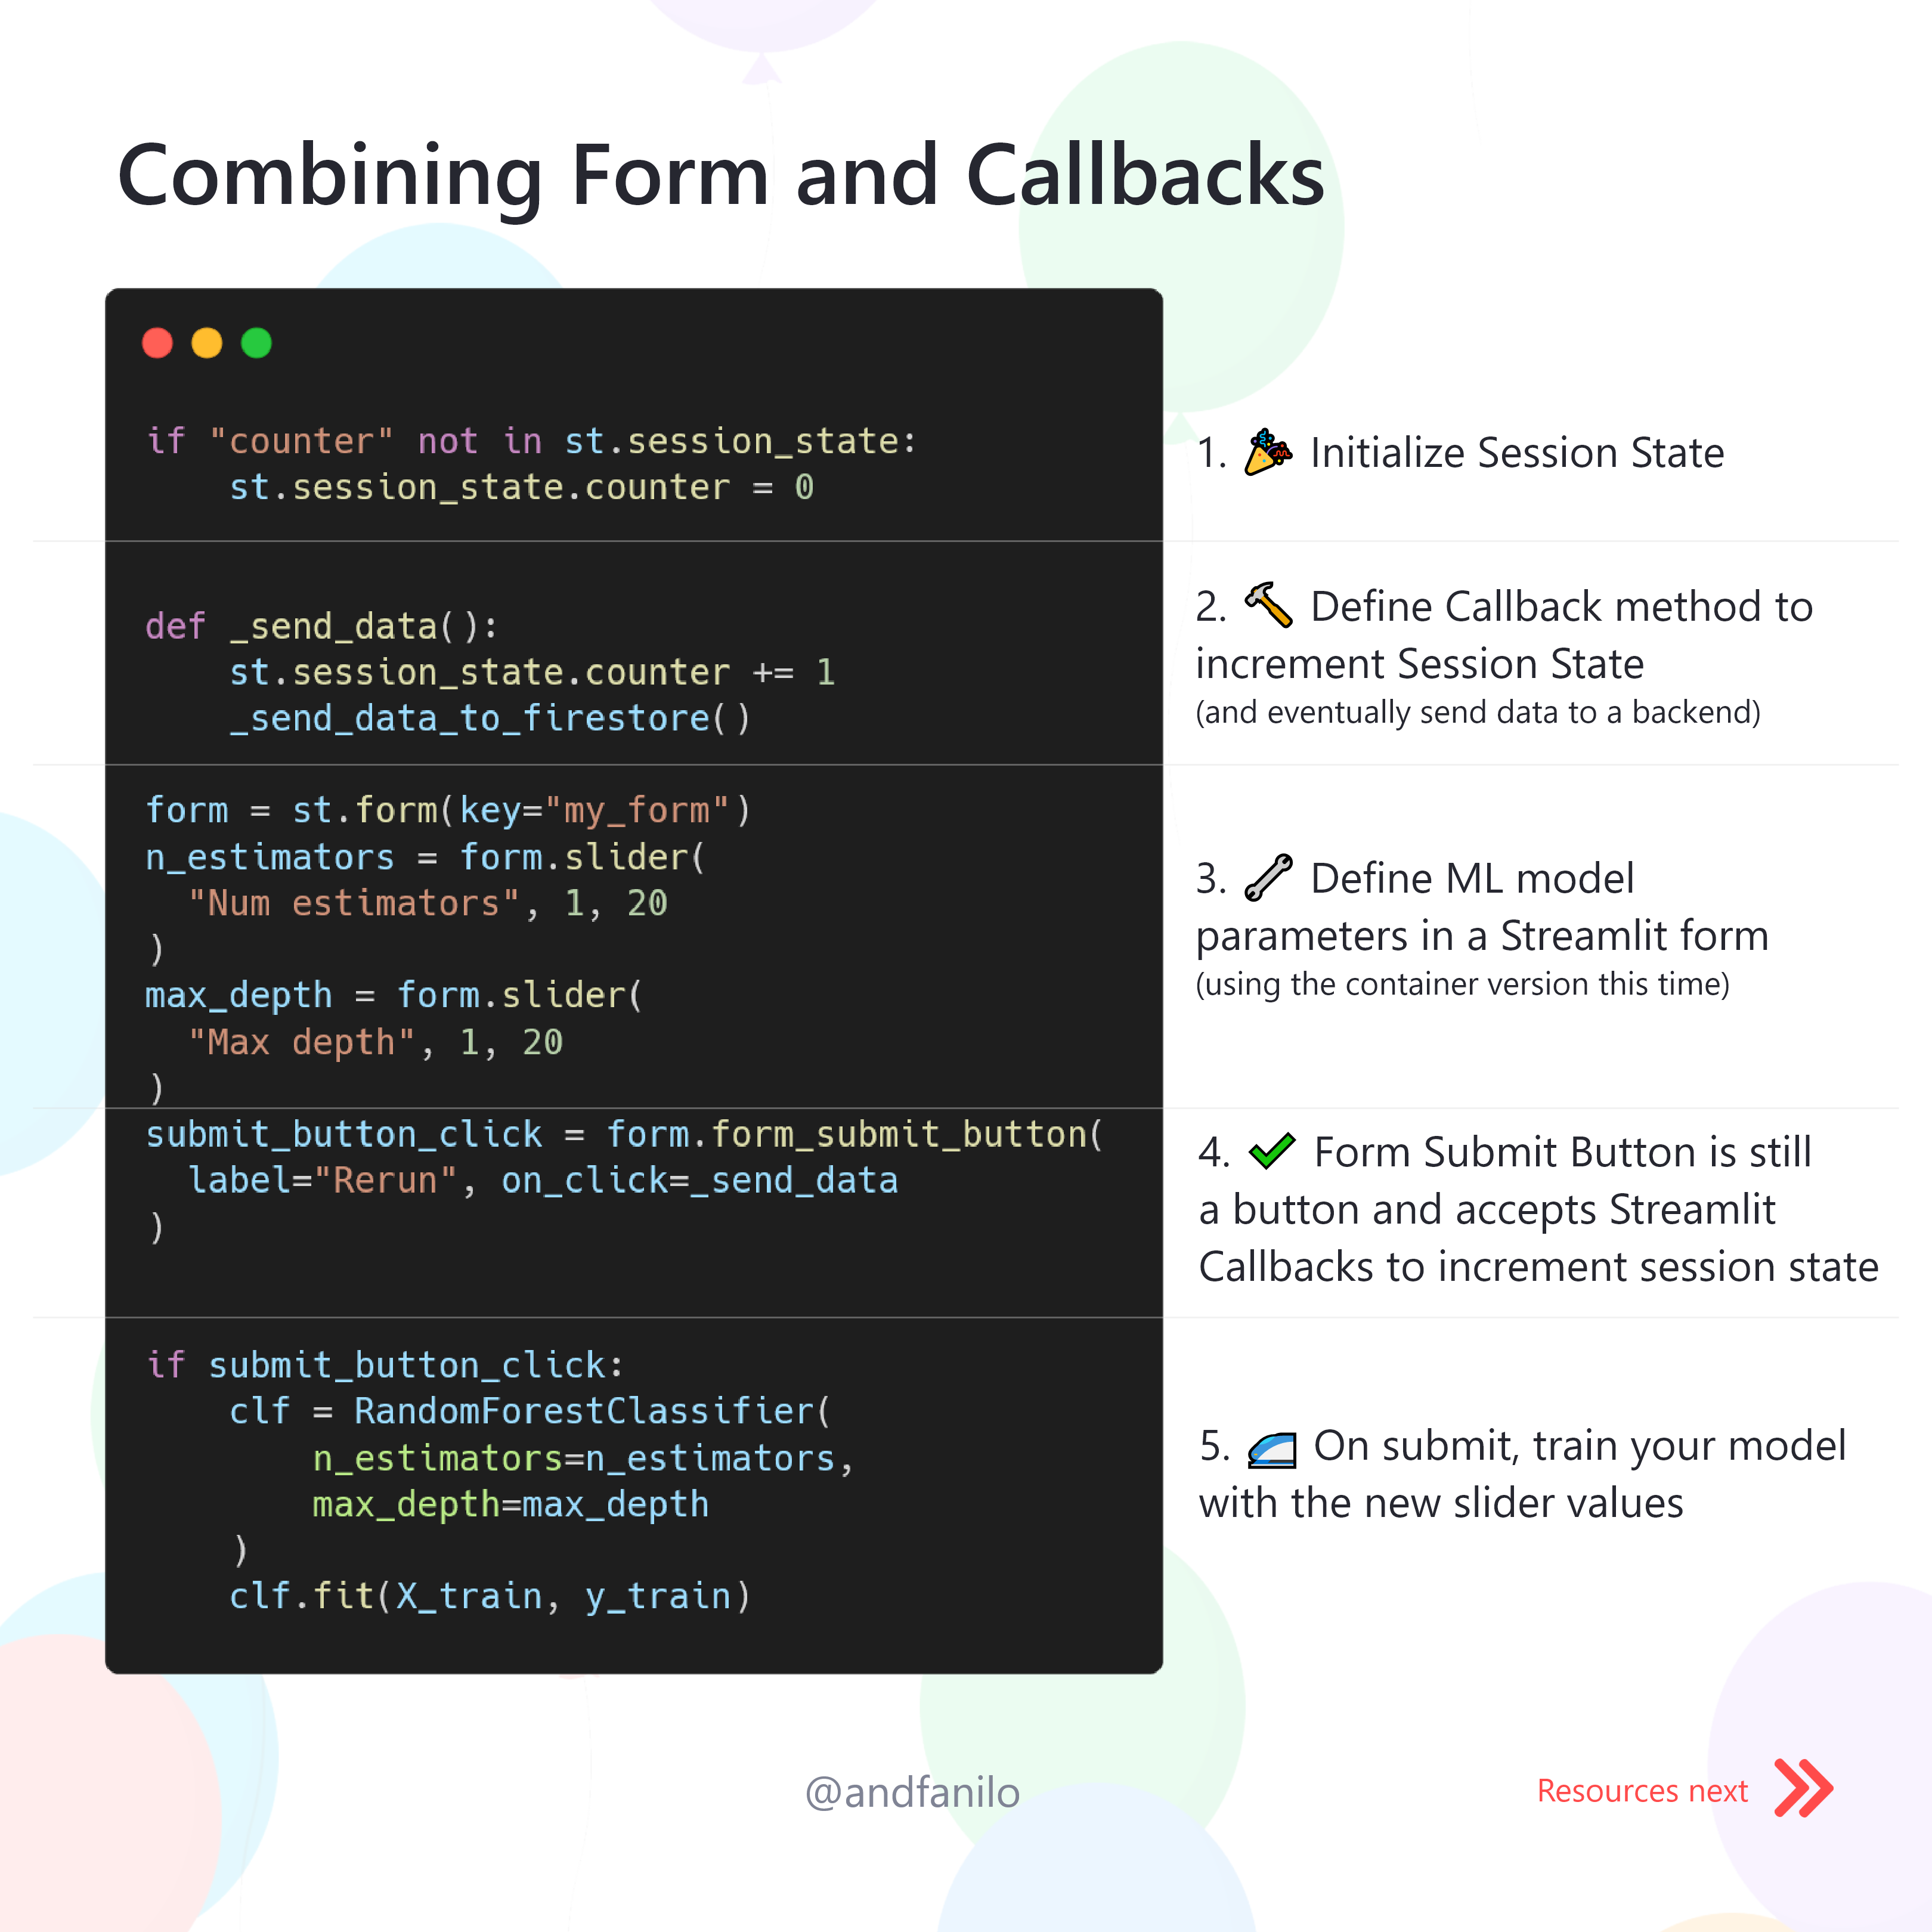 Combining Form and Callbacks
if "counter" not in st.session_state:
    st.session_state.counter = 0
1. 🎉 Initialize Session State
def _send_data():
    st.session_state.counter += 1
    _send_data_to_firestore()
2. 🔨 Define Callback method to
increment Session State
(and eventually send data to a backend)
form = st.form(key="my_form")
n_estimators = form.slider(
  "Num estimators", 1, 20
)
max_depth = form.slider(
  "Max depth", 1, 20
)
3. 🔧 Define ML model
parameters in a Streamlit form
(using the container version this time)
submit_button_click = form.form_submit_button(
  label="Rerun", on_click=_send_data
)
4. ✔ Form Submit Button is still
a button and accepts Streamlit
Callbacks to increment session state
if submit_button_click:
    clf = RandomForestClassifier(
        n_estimators=n_estimators,
        max_depth=max_depth
    )
    clf.fit(X_train, y_train)
5. 🚄 On submit, train your model
with the new slider values
@andfanilo
Resources next